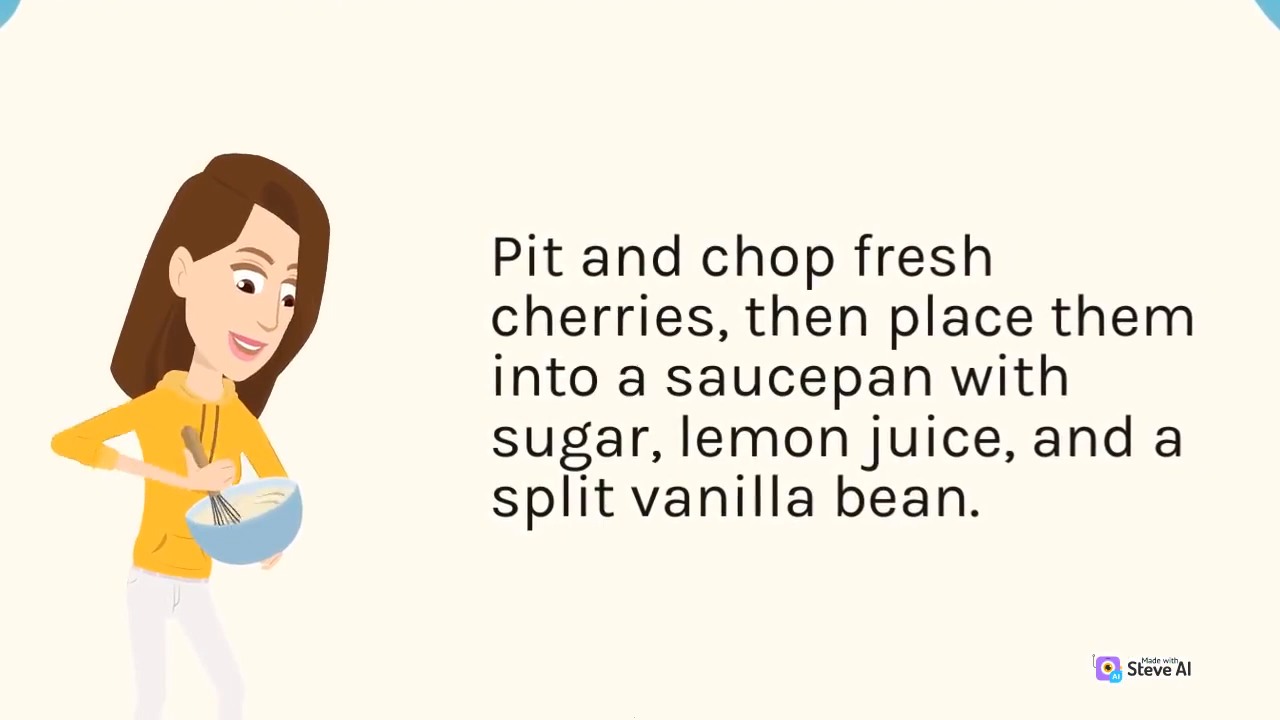 Pit and chop fresh
cherries, then place them
into a saucepan with
sugar, lemon juice, and a
split vanilla bean.
Made with
Steve AI
AI